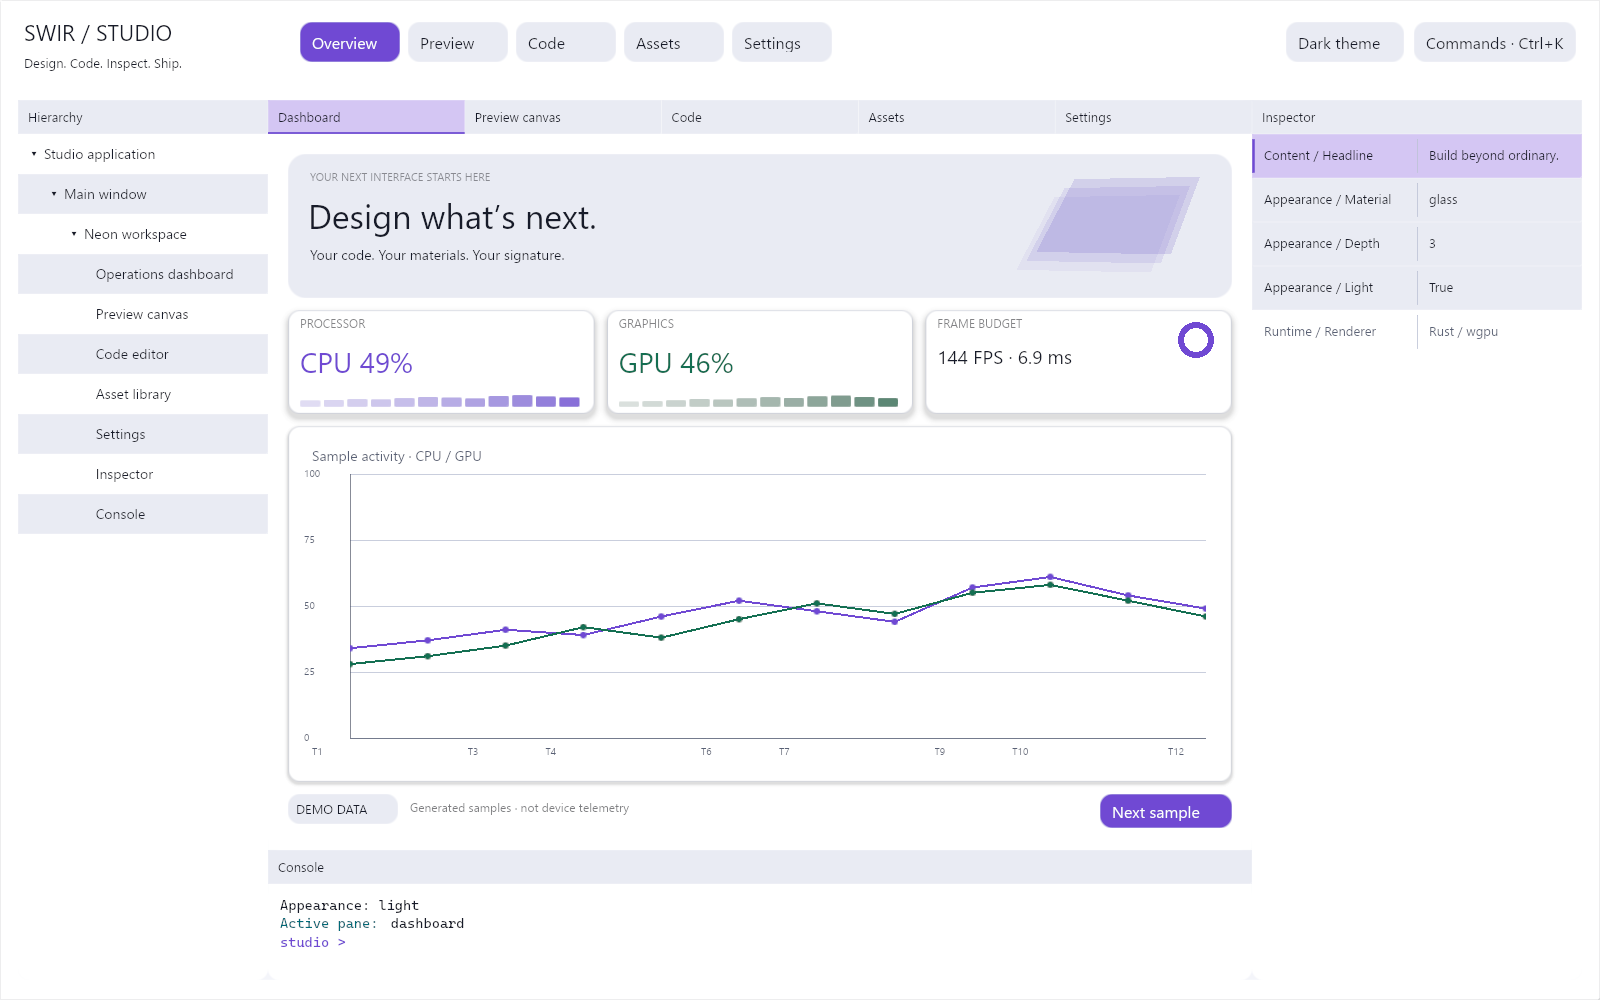 SWIR / STUDIO
Design. Code. Inspect. Ship.
Overview
Preview
Code
Assets
Settings
Dark theme
Commands · Ctrl+K
Hierarchy
Studio application
Main window
Neon workspace
Operations dashboard
Preview canvas
Code editor
Asset library
Settings
Inspector
Console
Dashboard
Preview canvas
Code
Assets
Settings
YOUR NEXT INTERFACE STARTS HERE
Design what’s next.
Your code. Your materials. Your signature.
PROCESSOR
CPU 49%
GRAPHICS
GPU 46%
FRAME BUDGET
144 FPS · 6.9 ms
Sample activity · CPU / GPU
100
75
50
25
0
T1 T3 T4 T6 T7 T9 T10 T12
DEMO DATA
Generated samples · not device telemetry
Next sample
Console
Appearance: light
Active pane: dashboard
studio >
Inspector
Content / Headline Build beyond ordinary.
Appearance / Material glass
Appearance / Depth 3
Appearance / Light True
Runtime / Renderer Rust / wgpu